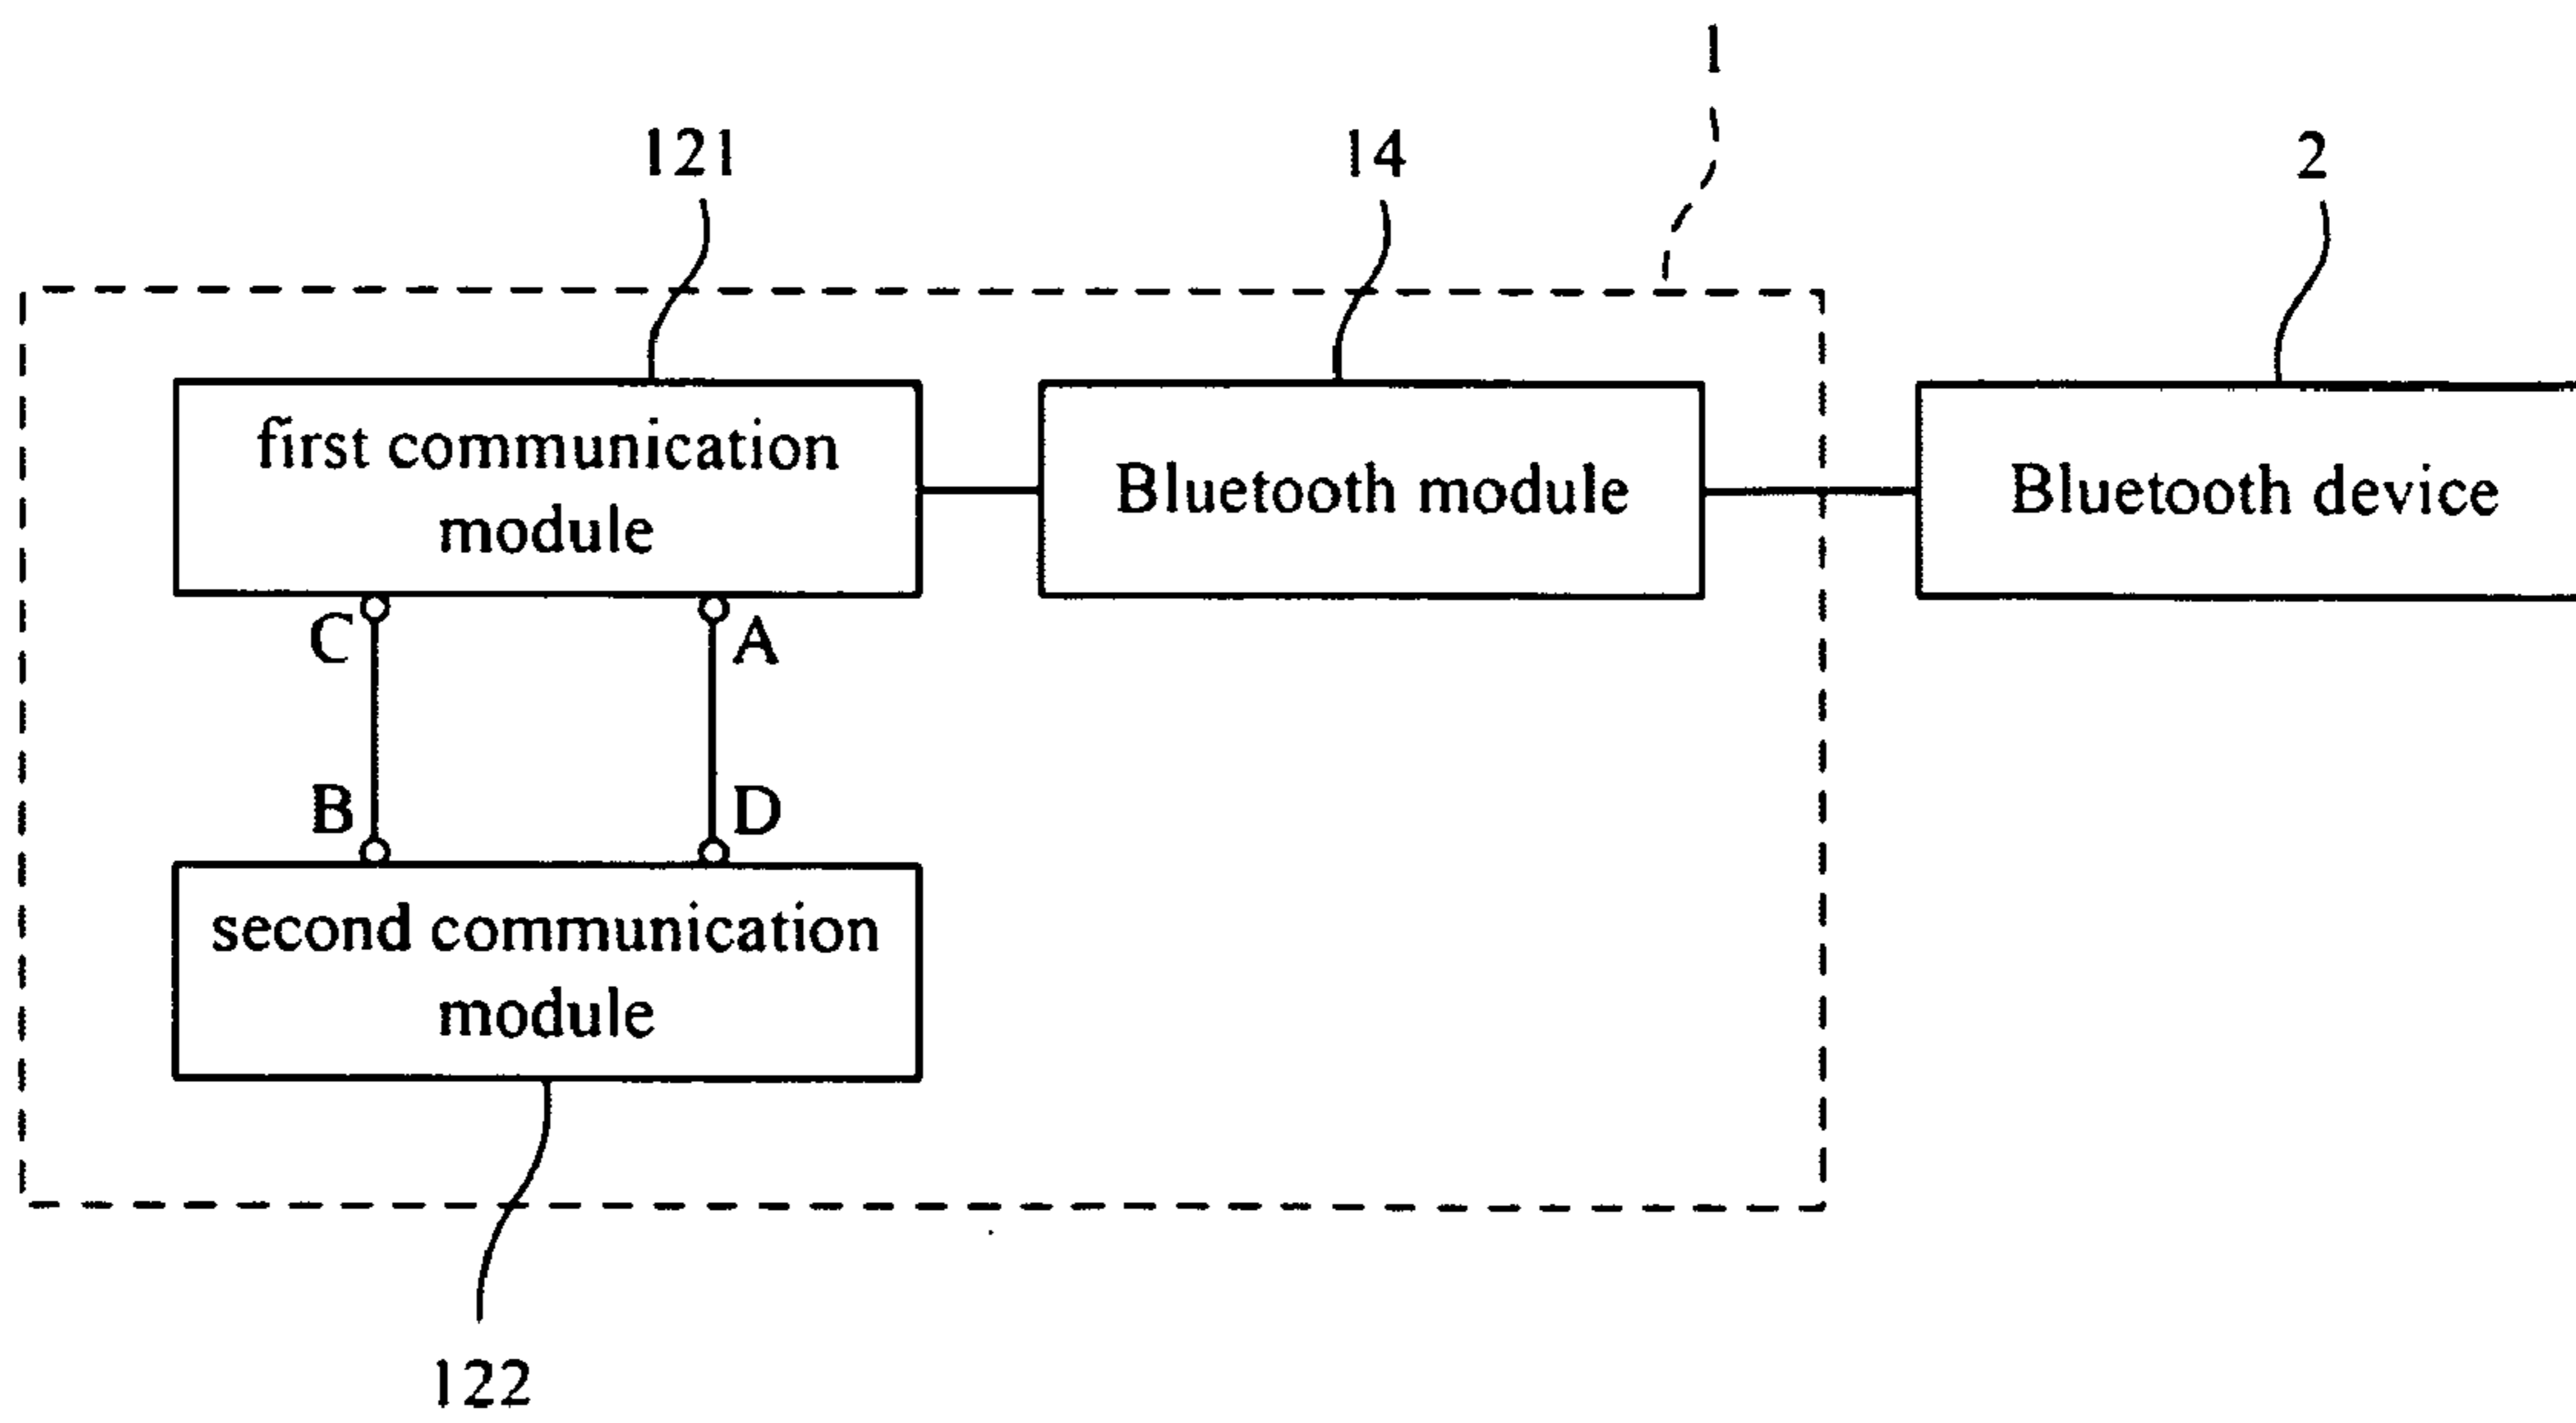 1
121
14
2
first communication
module
Bluetooth module
Bluetooth device
C
A
B
D
second communication
module
122